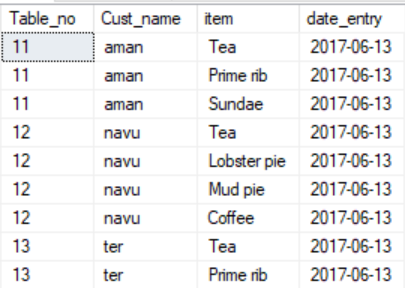 Table_no Cust_name item date_entry
11 aman Tea 2017-06-13
11 aman Prime rib 2017-06-13
11 aman Sundae 2017-06-13
12 navu Tea 2017-06-13
12 navu Lobster pie 2017-06-13
12 navu Mud pie 2017-06-13
12 navu Coffee 2017-06-13
13 ter Tea 2017-06-13
13 ter Prime rib 2017-06-13